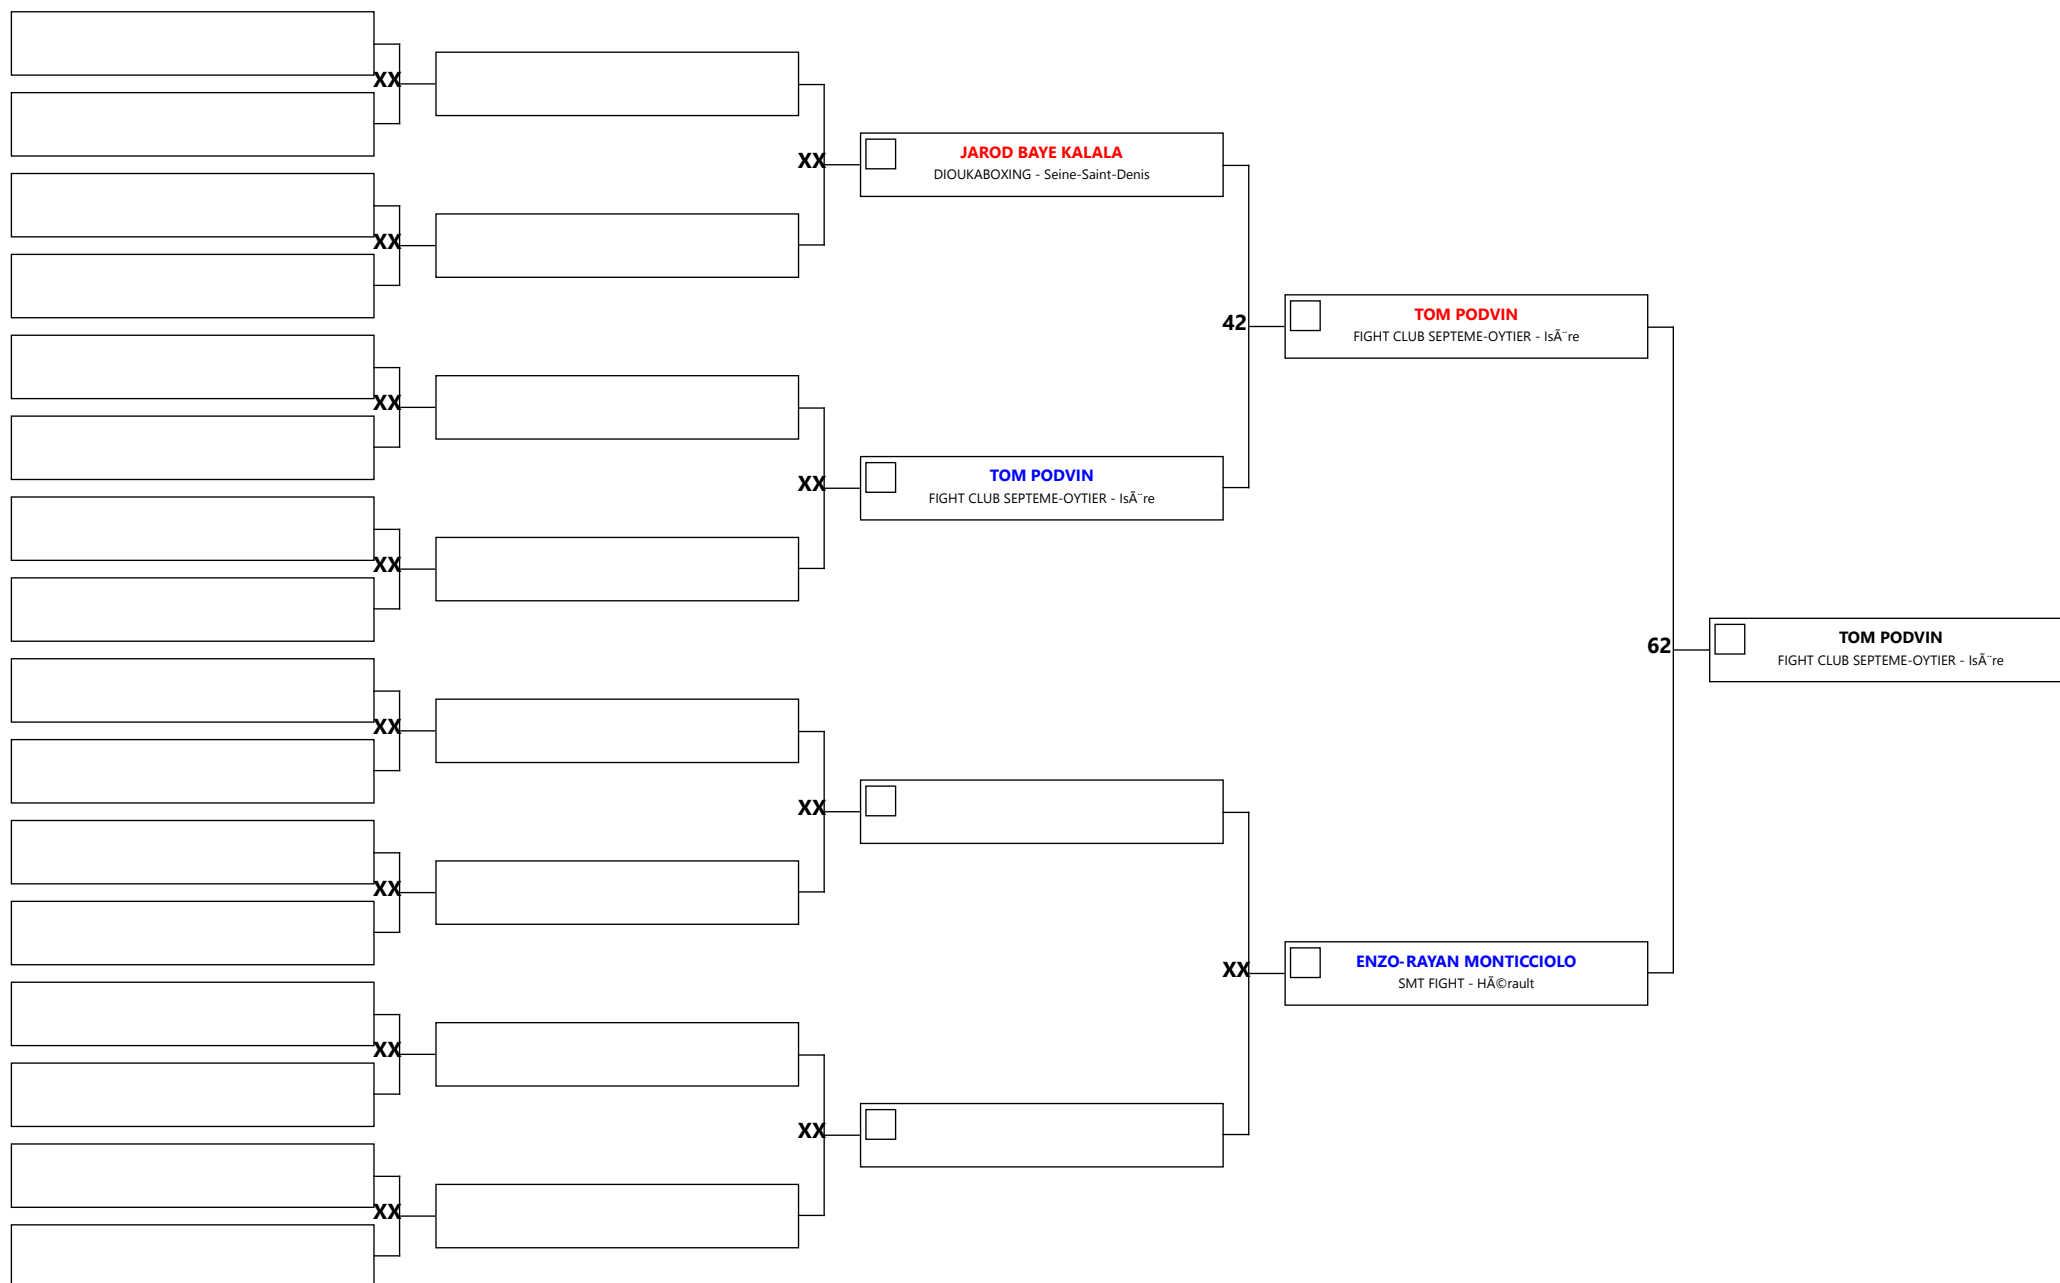 XX
XX
JAROD BAYE KALALA
DIOUKABOXING - Seine-Saint-Denis
XX
42
TOM PODVIN
FIGHT CLUB SEPTEME-OYTIER - IsÃ¨re
XX
TOM PODVIN
FIGHT CLUB SEPTEME-OYTIER - IsÃ¨re
XX
XX
62
TOM PODVIN
FIGHT CLUB SEPTEME-OYTIER - IsÃ¨re
XX
XX
XX
XX
ENZO-RAYAN MONTICCIOLO
SMT FIGHT - HÃ©rault
XX
XX
XX